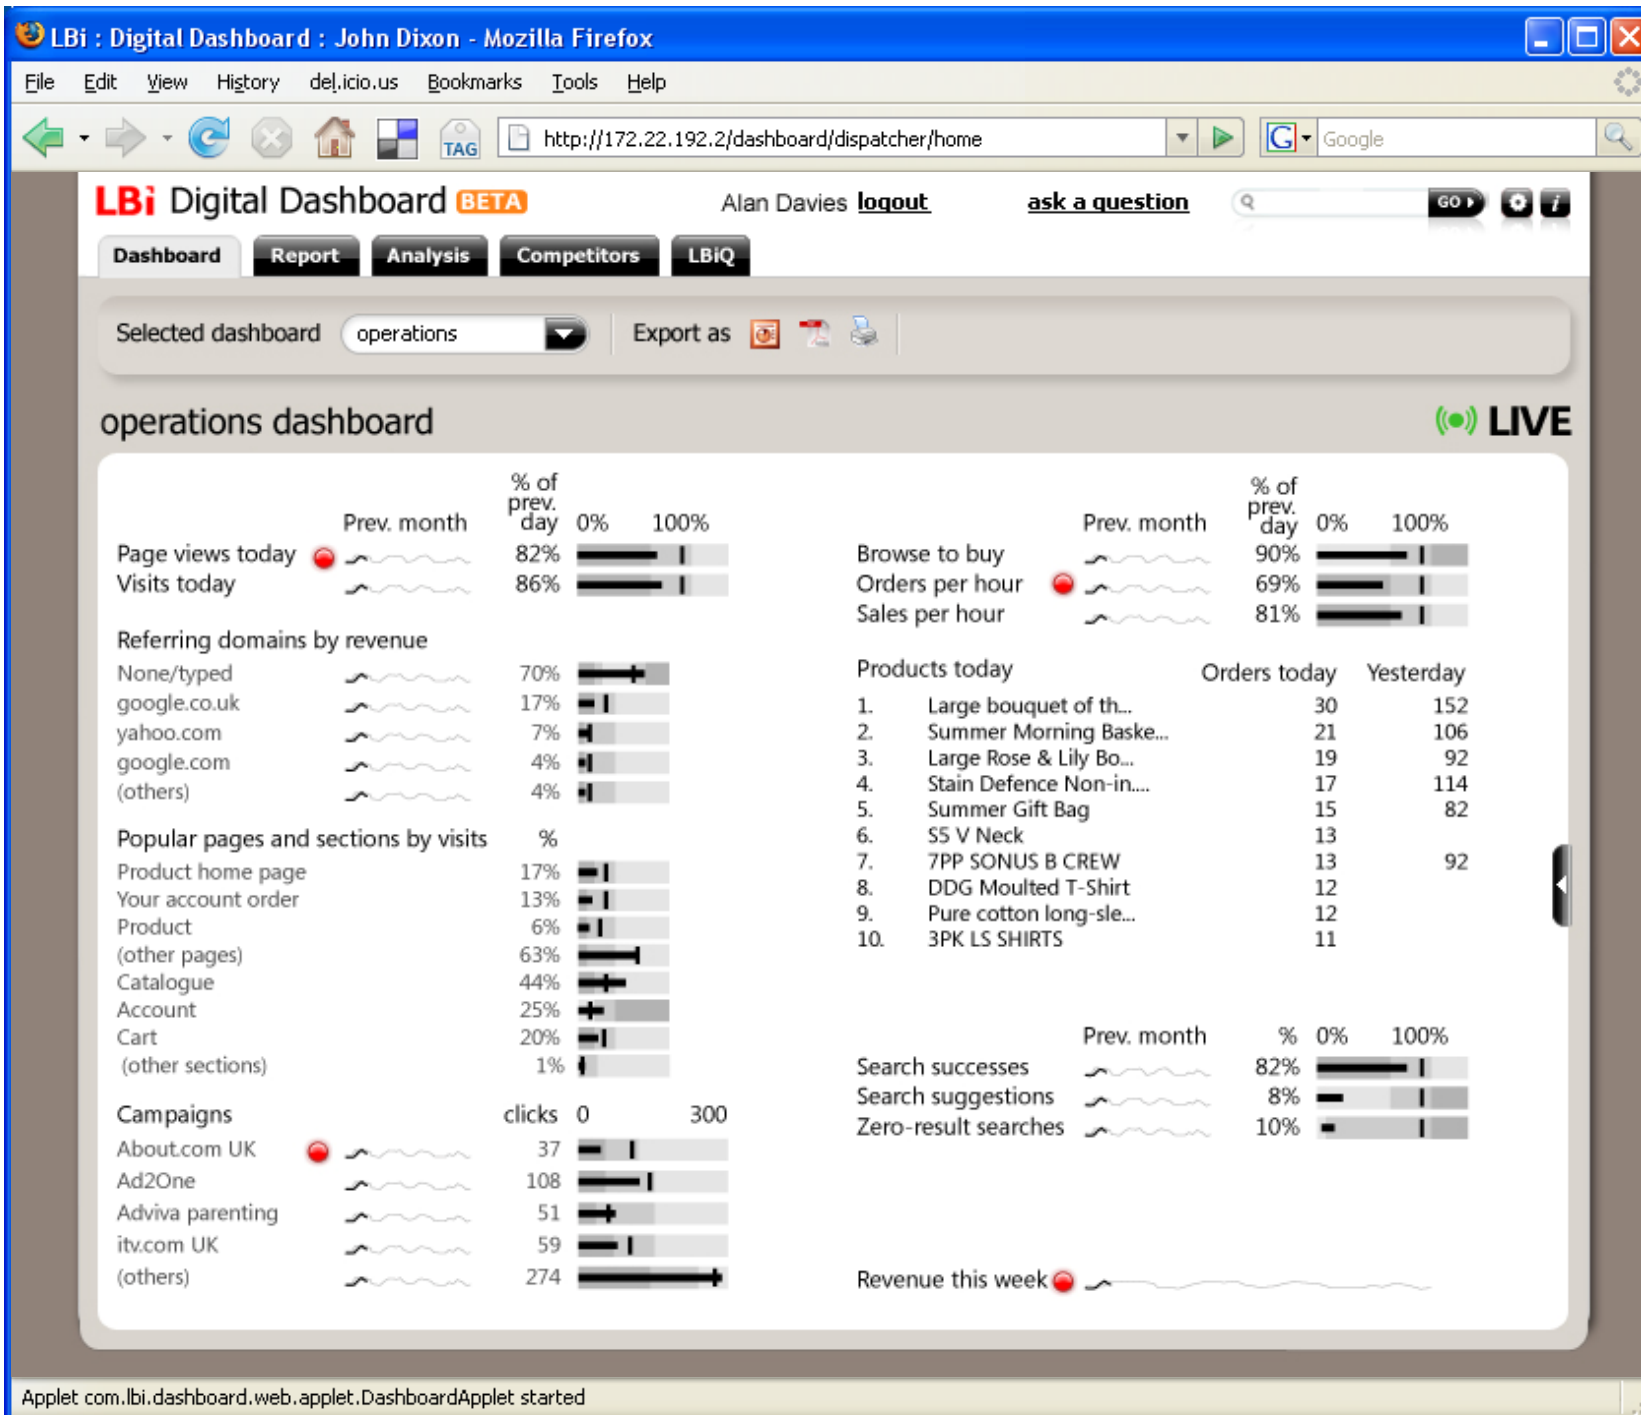 LBi : Digital Dashboard : John Dixon - Mozilla Firefox
File Edit View History del.icio.us Bookmarks Tools Help
TAG http://172.22.192.2/dashboard/dispatcher/home G Google
LBi Digital Dashboard BETA Alan Davies logout ask a question GO i
Dashboard Report Analysis Competitors LBiQ
Selected dashboard operations Export as
operations dashboard LIVE
Prev. month % of prev. day 0% 100%
Page views today 82%
Visits today 86%
Referring domains by revenue
None/typed 70%
google.co.uk 17%
yahoo.com 7%
google.com 4%
(others) 4%
Popular pages and sections by visits %
Product home page 17%
Your account order 13%
Product 6%
(other pages) 63%
Catalogue 44%
Account 25%
Cart 20%
(other sections) 1%
Campaigns clicks 0 300
About.com UK 37
Ad2One 108
Adviva parenting 51
itv.com UK 59
(others) 274
Prev. month % of prev. day 0% 100%
Browse to buy 90%
Orders per hour 69%
Sales per hour 81%
Products today Orders today Yesterday
1. Large bouquet of th... 30 152
2. Summer Morning Baske... 21 106
3. Large Rose & Lily Bo... 19 92
4. Stain Defence Non-in.... 17 114
5. Summer Gift Bag 15 82
6. S5 V Neck 13
7. 7PP SONUS B CREW 13 92
8. DDG Moulted T-Shirt 12
9. Pure cotton long-sle... 12
10. 3PK LS SHIRTS 11
Prev. month % 0% 100%
Search successes 82%
Search suggestions 8%
Zero-result searches 10%
Revenue this week
Applet com.lbi.dashboard.web.applet.DashboardApplet started